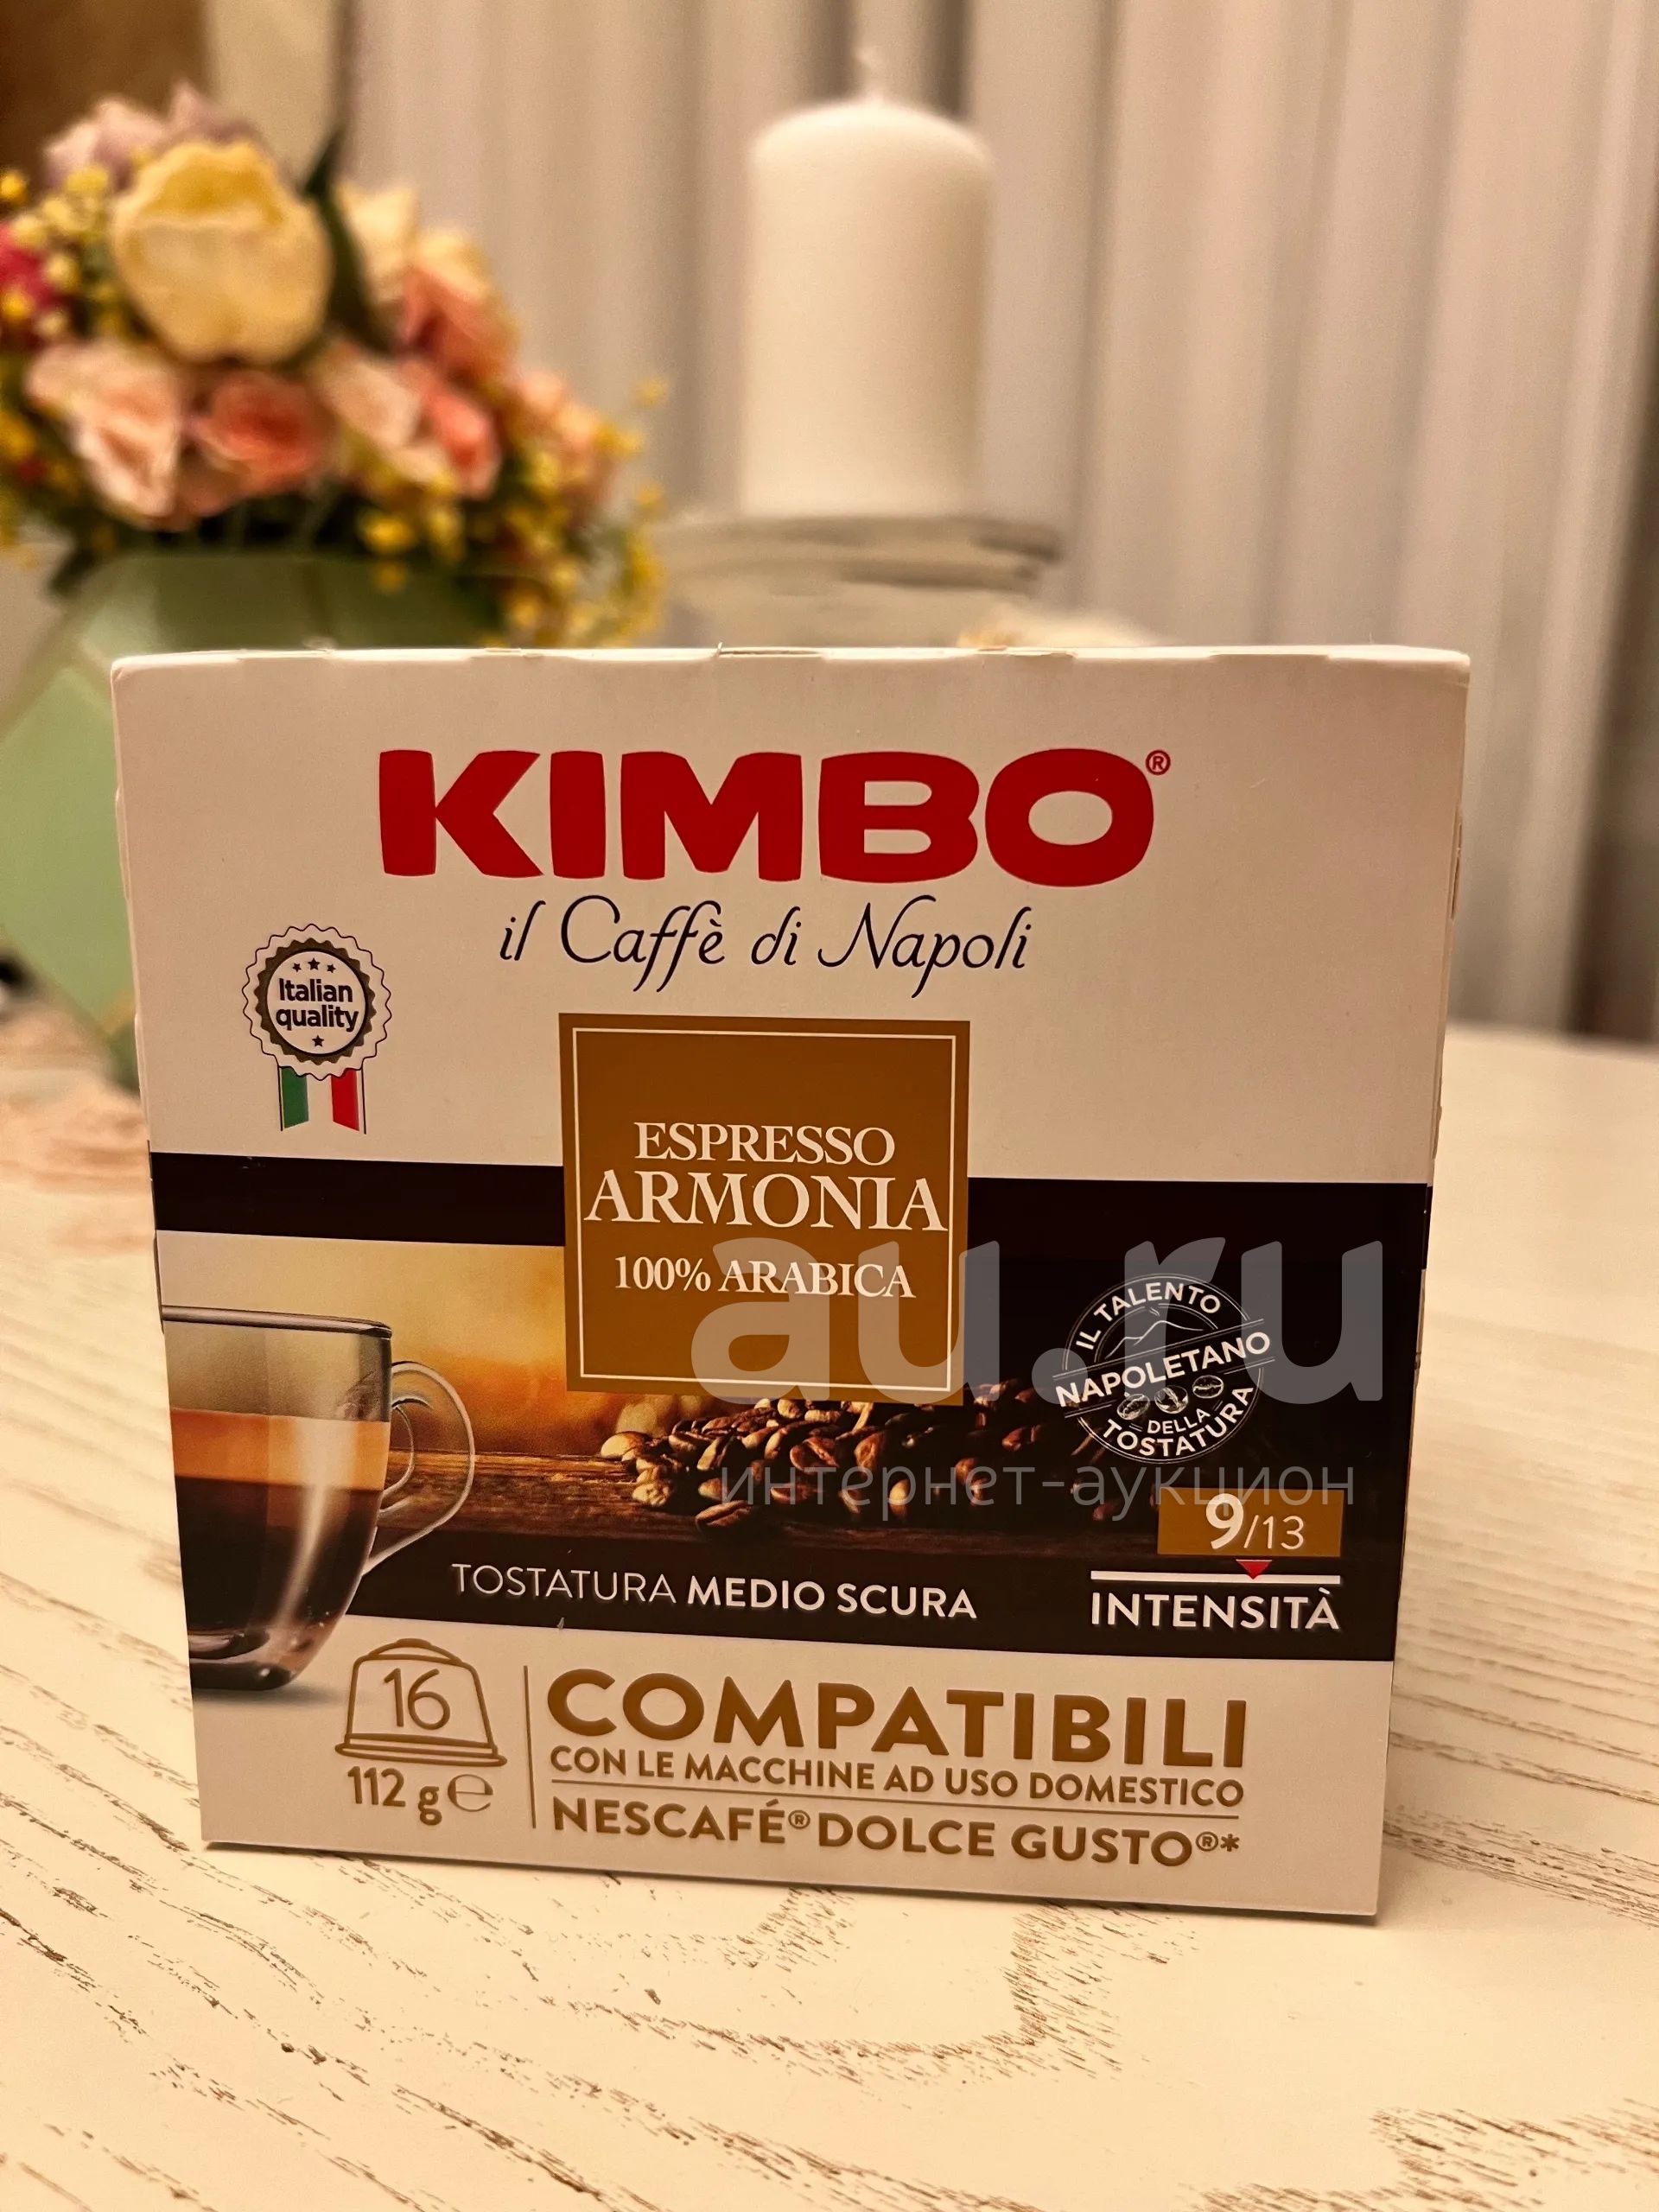 KIMBO®
il Caffè di Napoli
Italian
quality
ESPRESSO
ARMONIA
100% ARABICA
au.ru
интернет-аукцион
IL TALENTO
NAPOLETANO
DELLA
TOSTATURA
9/13
INTENSITÀ
TOSTATURA MEDIO SCURA
16
112 g ℮
COMPATIBILI
CON LE MACCHINE AD USO DOMESTICO
NESCAFÉ® DOLCE GUSTO®*